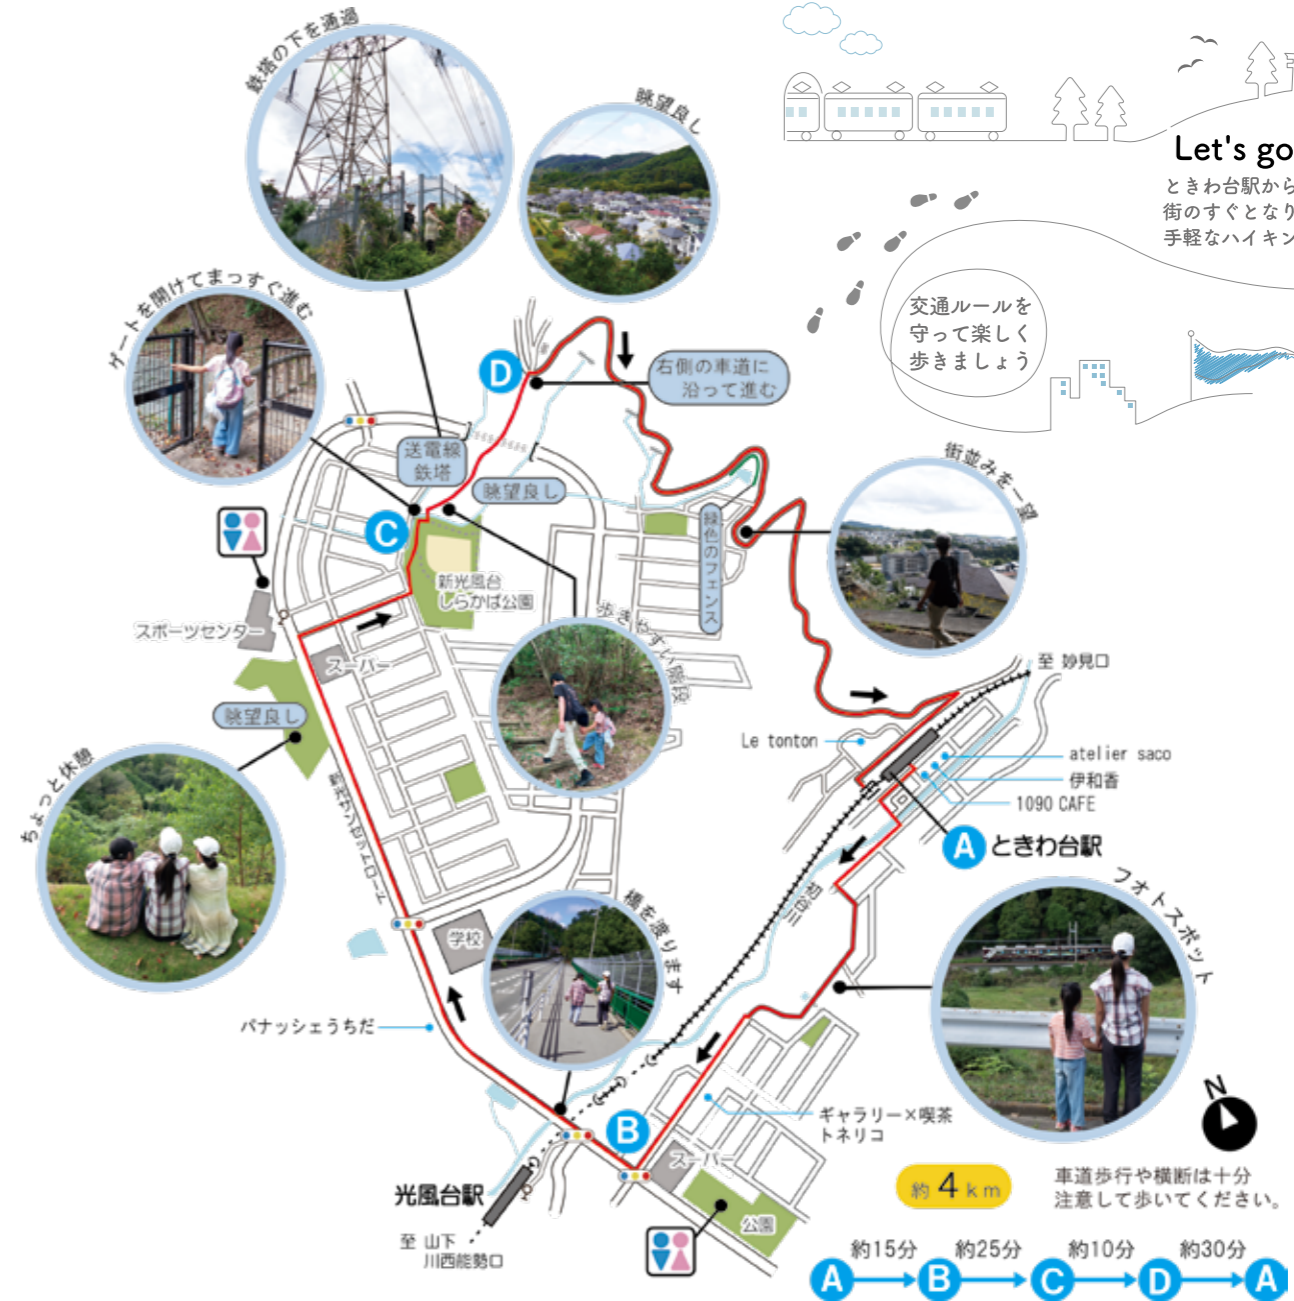 鉄塔の下を通過
眺望良し
Let's go
ときわ台駅から
街のすぐとなり
手軽なハイキン
交通ルールを
守って楽しく
歩きましょう
ゲートを開けてまっすぐ進む
D
右側の車道に
沿って進む
送電線
鉄塔
眺望良し
街並みを一望
C
緑色のフェンス
新光風台
しらかば公園
歩きやすい階段
スポーツセンター
スーパー
至 妙見口
眺望良し
Le tonton
atelier saco
伊和香
1090 CAFE
A ときわ台駅
ちょっと休憩
初谷川
フォトスポット
学校
橋を渡ります
パナッシェうちだ
N
B
ギャラリー×喫茶
トネリコ
スーパー
光風台駅
公園
約4km
車道歩行や横断は十分
注意して歩いてください。
至 山下
川西能勢口
約15分 約25分 約10分 約30分
A B C D A